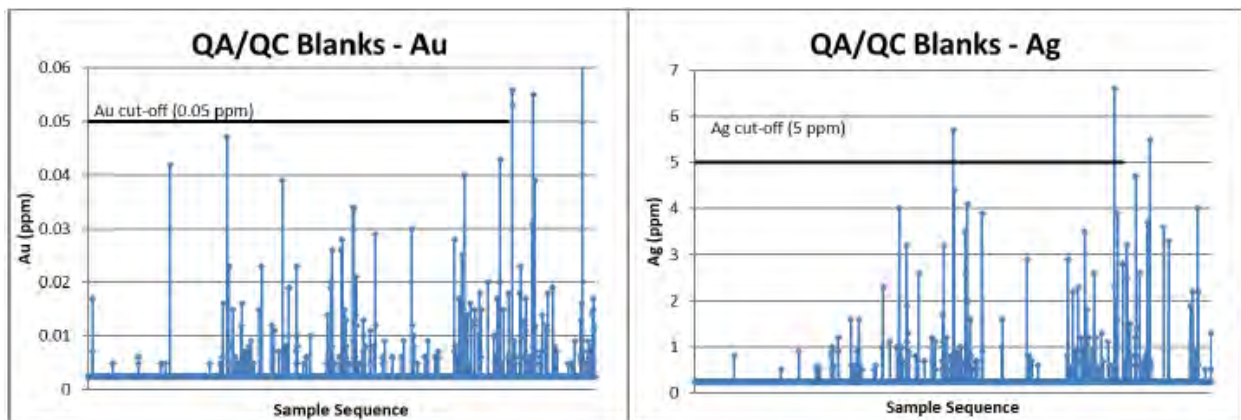 QA/QC Blanks - Au
0.06
0.05
0.04
0.03
0.02
0.01
0
Au (ppm)
Au cut-off (0.05 ppm)
Sample Sequence
QA/QC Blanks - Ag
7
6
5
4
3
2
1
0
Ag (ppm)
Ag cut-off (5 ppm)
Sample Sequence